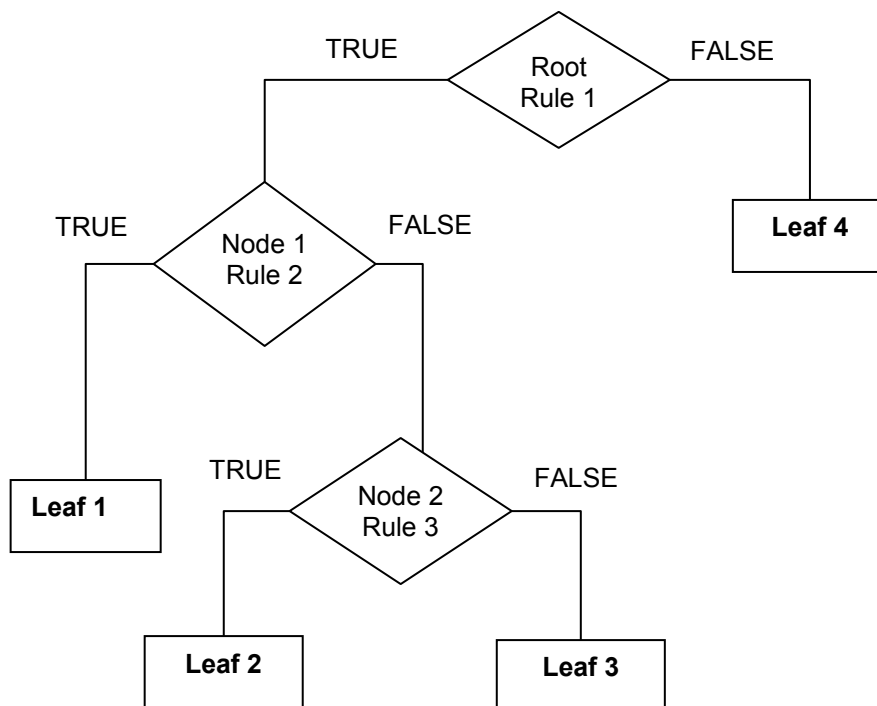 TRUE
FALSE
Root
Rule 1
TRUE
FALSE
Node 1
Rule 2
Leaf 4
TRUE
FALSE
Node 2
Rule 3
Leaf 1
Leaf 2
Leaf 3